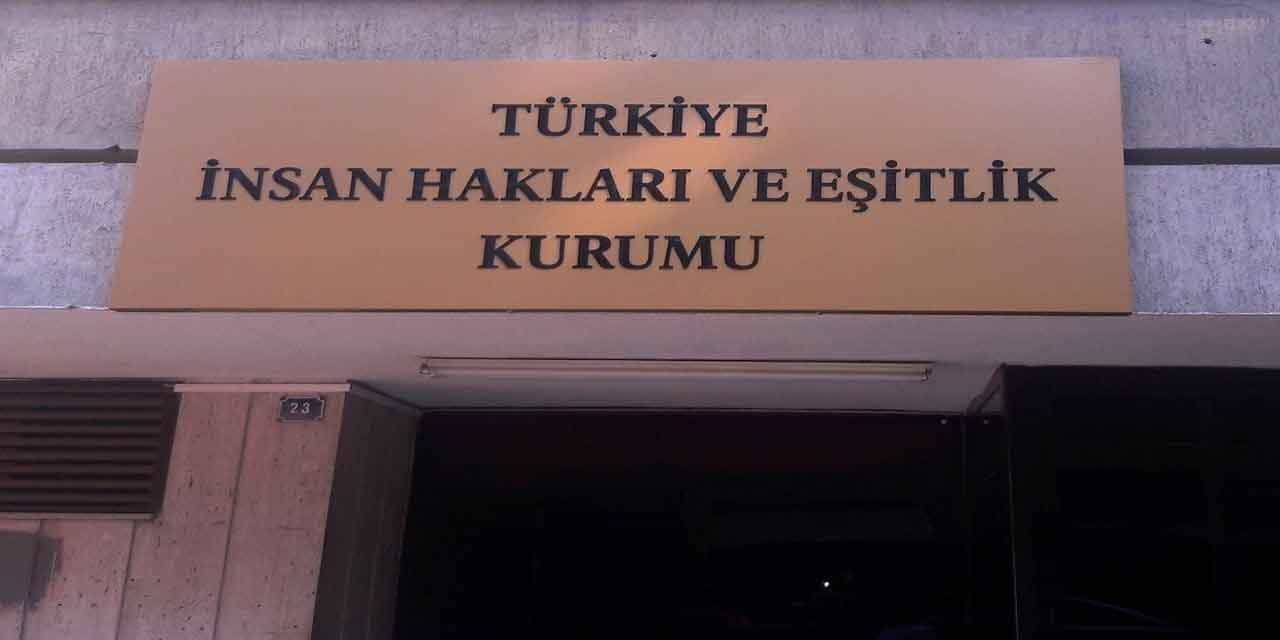 TÜRKİYE
İNSAN HAKLARI VE EŞİTLİK
KURUMU
23